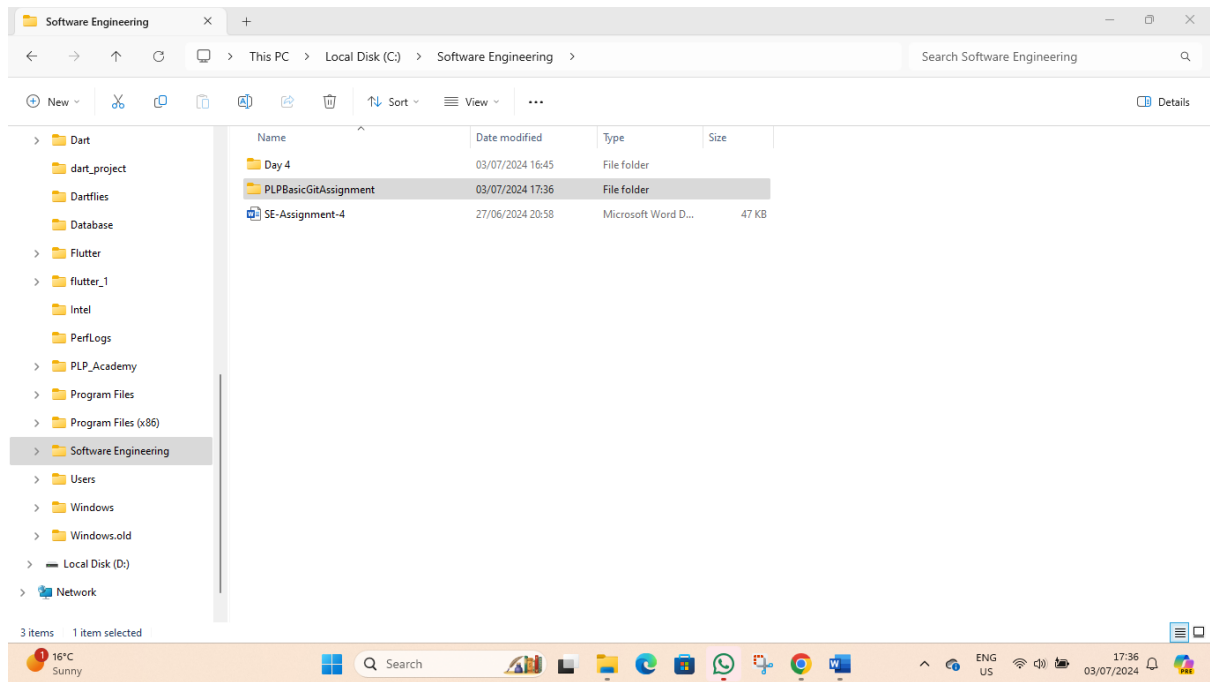 Software Engineering
This PC > Local Disk (C:) > Software Engineering >
Search Software Engineering
New
Sort
View
Details
Name Date modified Type Size
Day 4 03/07/2024 16:45 File folder
PLPBasicGitAssignment 03/07/2024 17:36 File folder
SE-Assignment-4 27/06/2024 20:58 Microsoft Word D... 47 KB
Dart
dart_project
Dartflies
Database
Flutter
flutter_1
Intel
PerfLogs
PLP_Academy
Program Files
Program Files (x86)
Software Engineering
Users
Windows
Windows.old
Local Disk (D:)
Network
3 items 1 item selected
1
16°C
Sunny
Search
ENG
US
17:36
03/07/2024
PRE